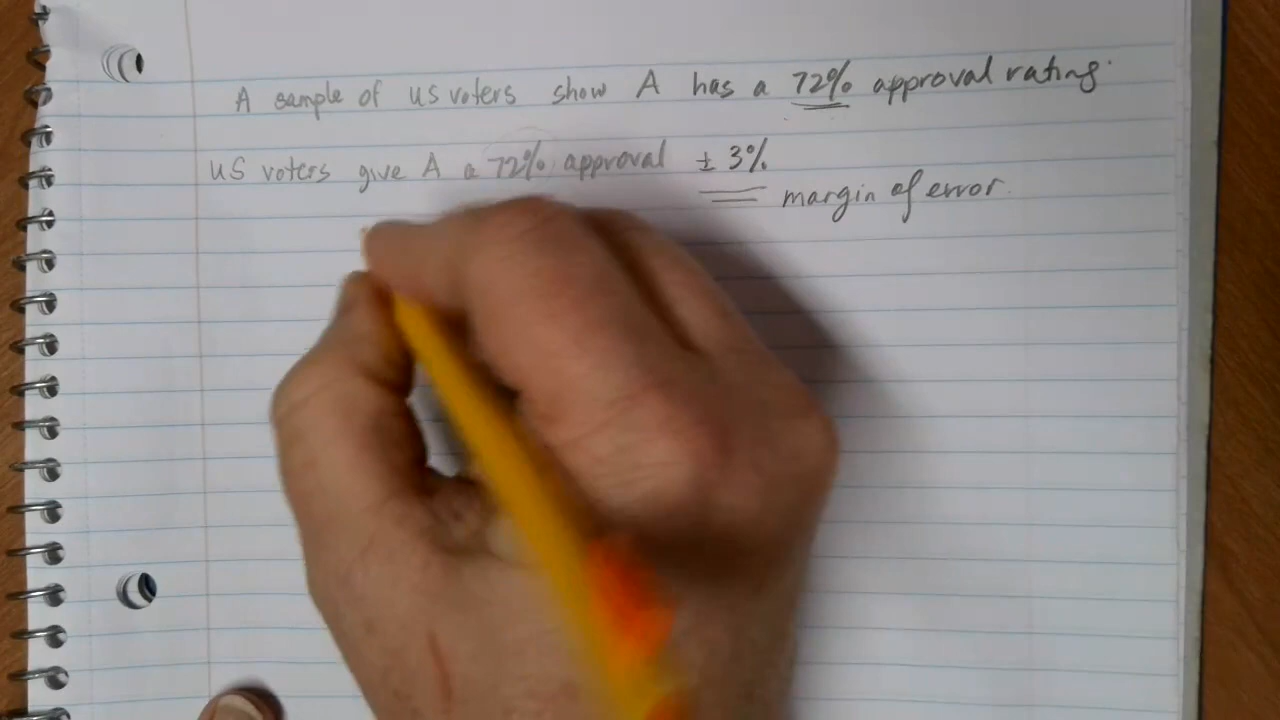 A sample of US voters show A has a 72% approval rating.
US voters give A a 72% approval ± 3%
margin of error.